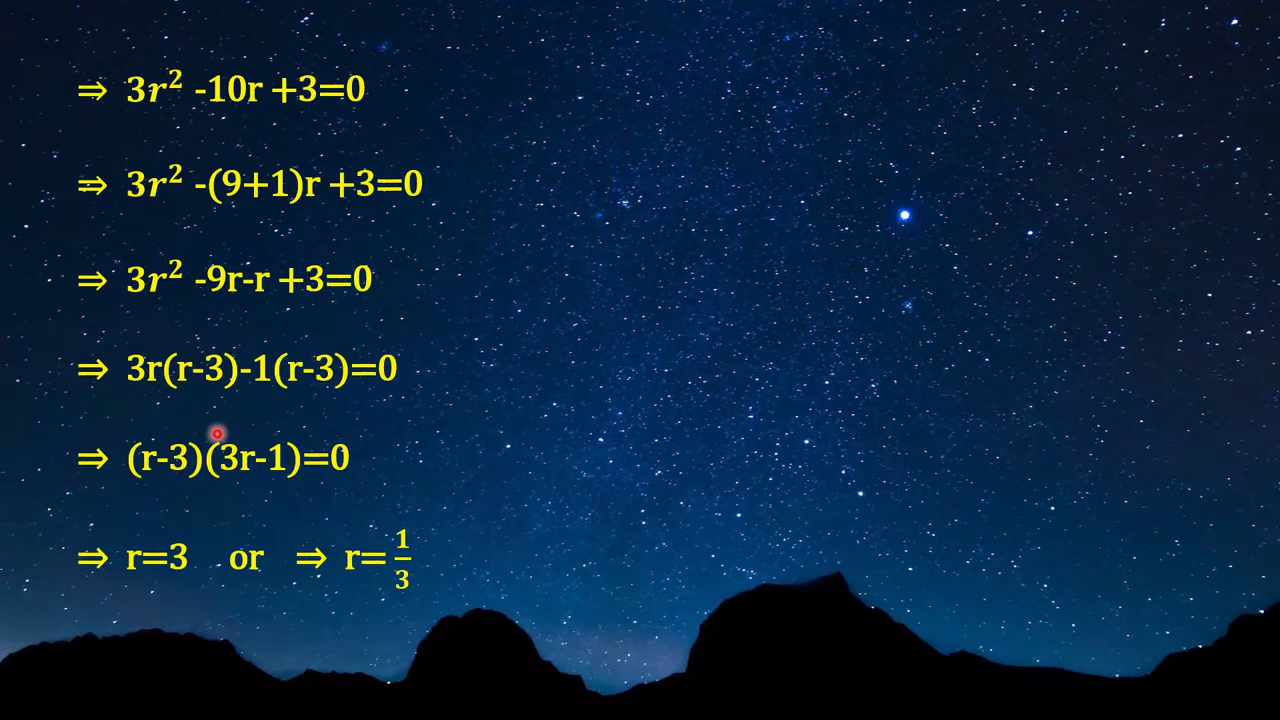 ⇒ 3r² -10r +3=0
⇒ 3r² -(9+1)r +3=0
⇒ 3r² -9r-r +3=0
⇒ 3r(r-3)-1(r-3)=0
⇒ (r-3)(3r-1)=0
⇒ r=3 or ⇒ r=1/3